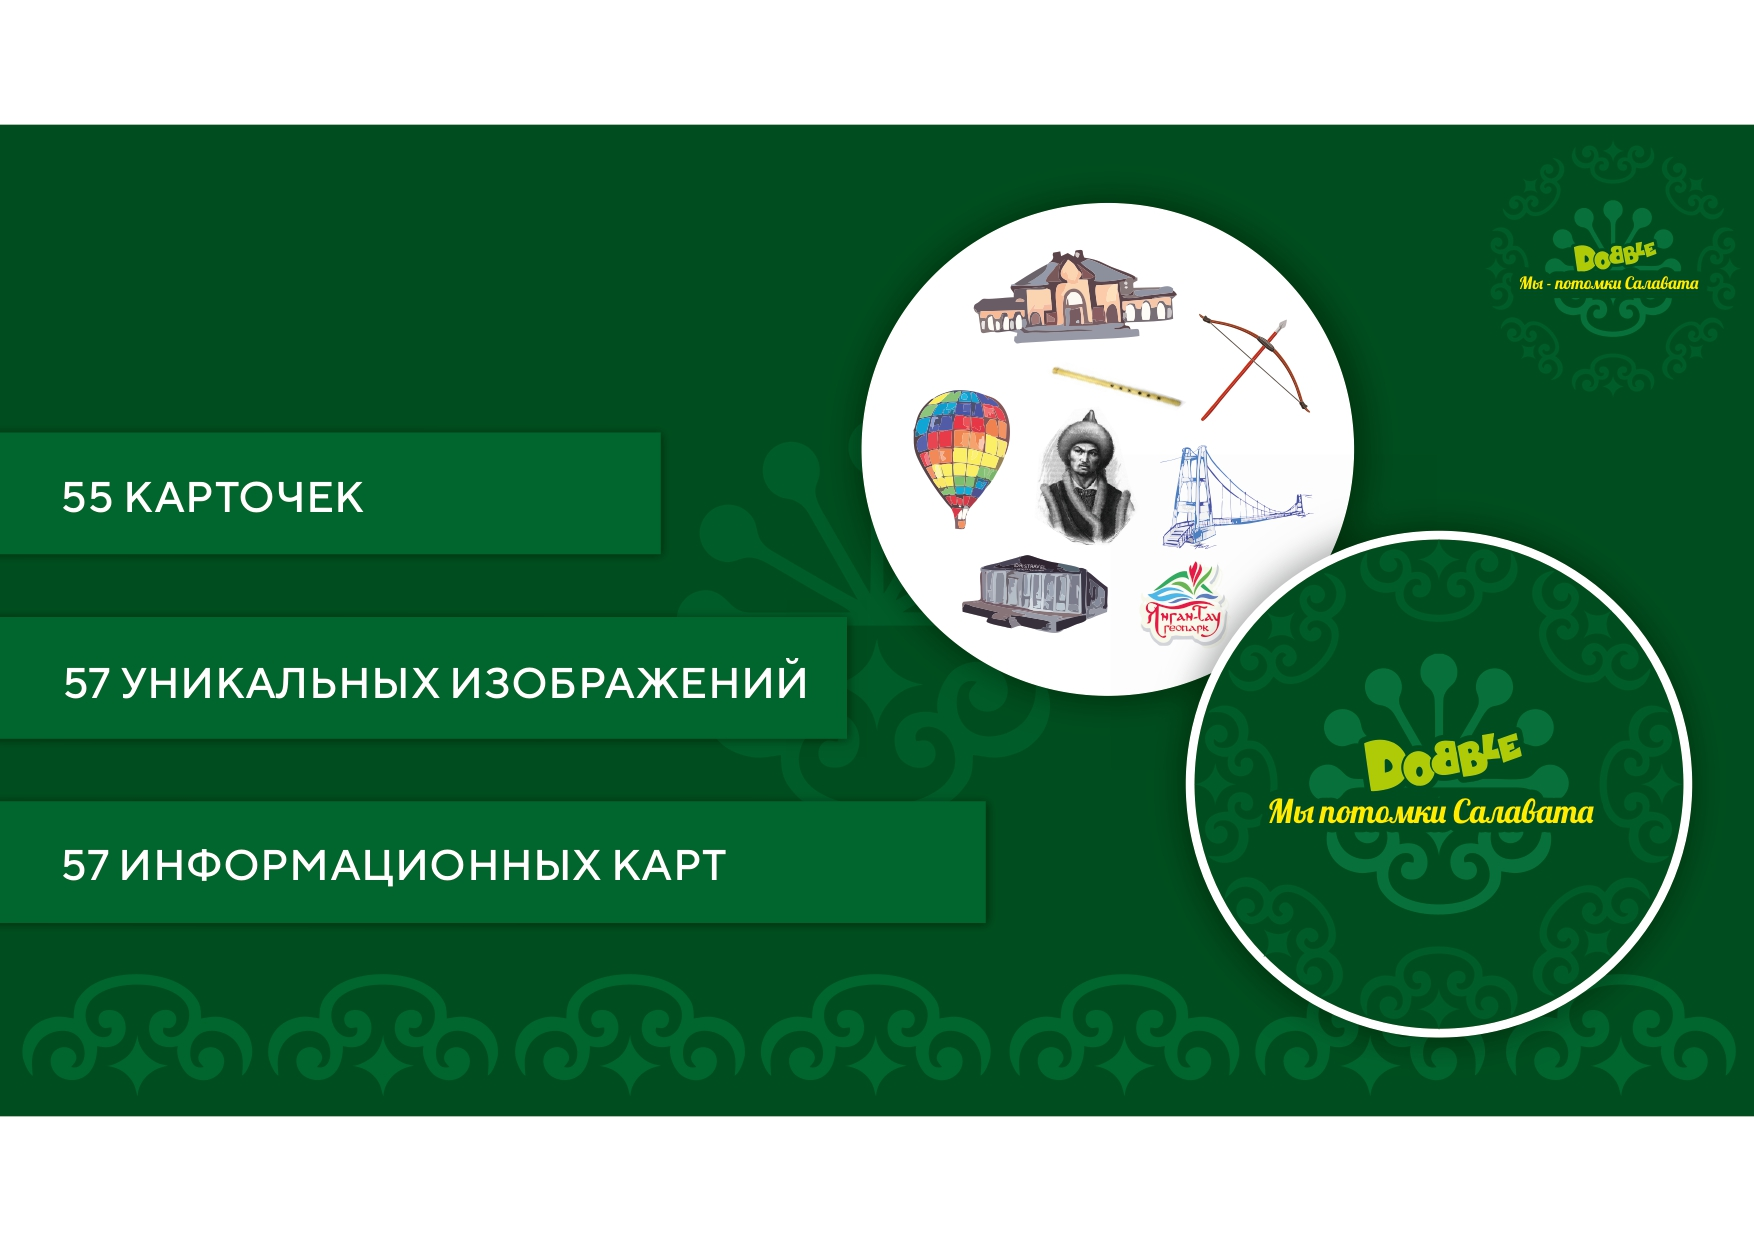 DOBBLE
Мы - потомки Салавата
55 КАРТОЧЕК
57 УНИКАЛЬНЫХ ИЗОБРАЖЕНИЙ
57 ИНФОРМАЦИОННЫХ КАРТ
Янган-Тау
геопарк
DOBBLE
Мы потомки Салавата